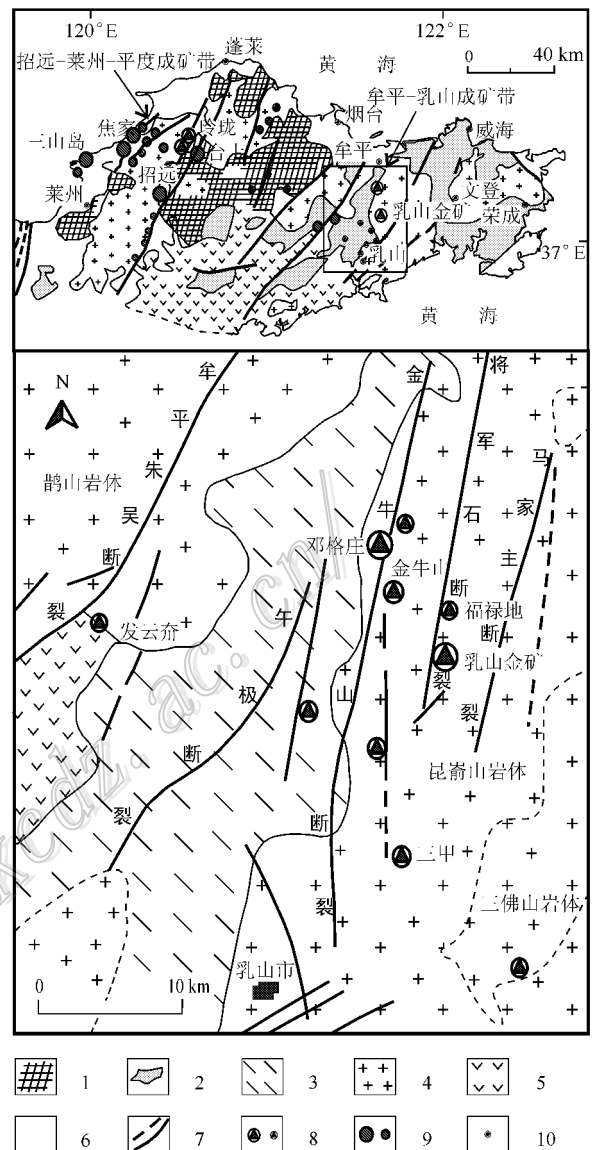 120°E
122°E
蓬莱
招远-莱州-平度成矿带
黄 海
0 40 km
烟台
牟平-乳山成矿带
焦家
玲珑
威海
三山岛
台上
牟平
招远
文登
莱州
乳山金矿
荣成
乳山
37°E
黄 海
N
牟平朱吴断裂
金牛山断裂
将军石断裂
马家主断裂
鹊山岩体
邓格庄
金牛山
福禄地
发云夼
午极断裂
乳山金矿
昆嵛山岩体
三甲
三佛山岩体
乳山市
0 10 km
kcdz.ac.cn/
1 2 3 4 5
6 7 8 9 10